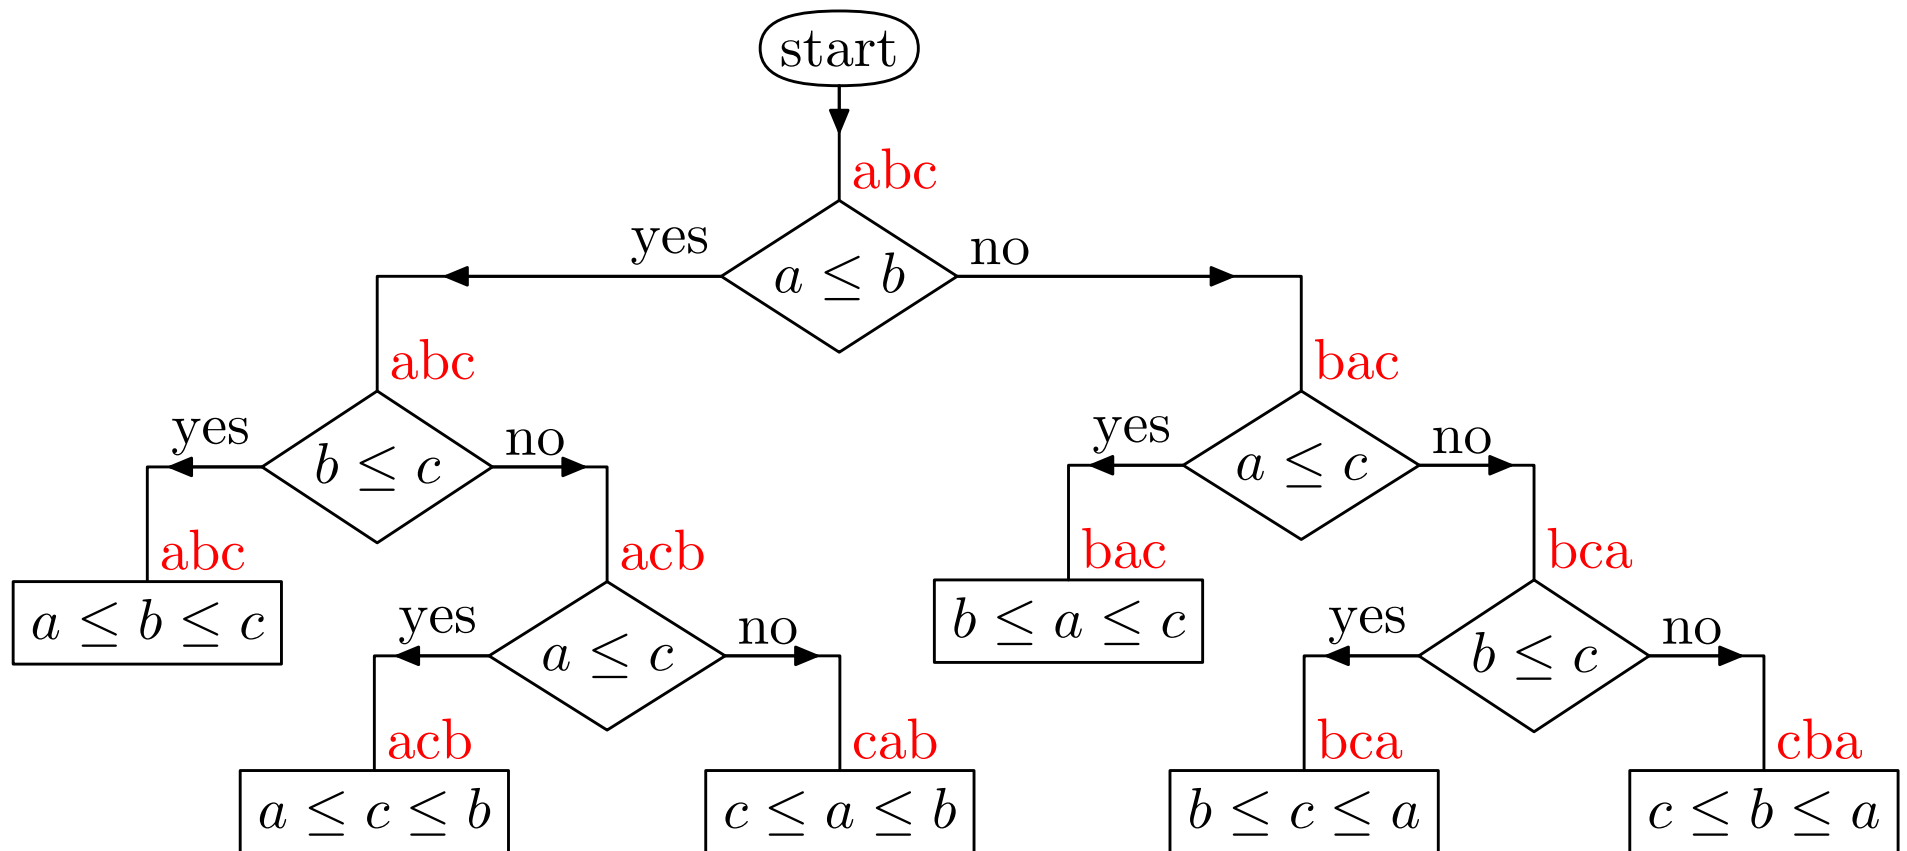 start
abc
yes
a ≤ b
no
abc
bac
yes
b ≤ c
no
yes
a ≤ c
no
abc
acb
bac
bca
a ≤ b ≤ c
yes
a ≤ c
no
b ≤ a ≤ c
yes
b ≤ c
no
acb
cab
bca
cba
a ≤ c ≤ b
c ≤ a ≤ b
b ≤ c ≤ a
c ≤ b ≤ a